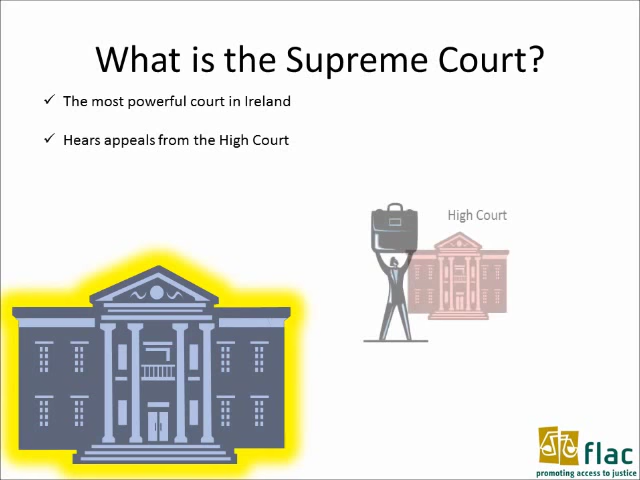 What is the Supreme Court?
✓ The most powerful court in Ireland
✓ Hears appeals from the High Court
High Court
flac
promoting access to justice